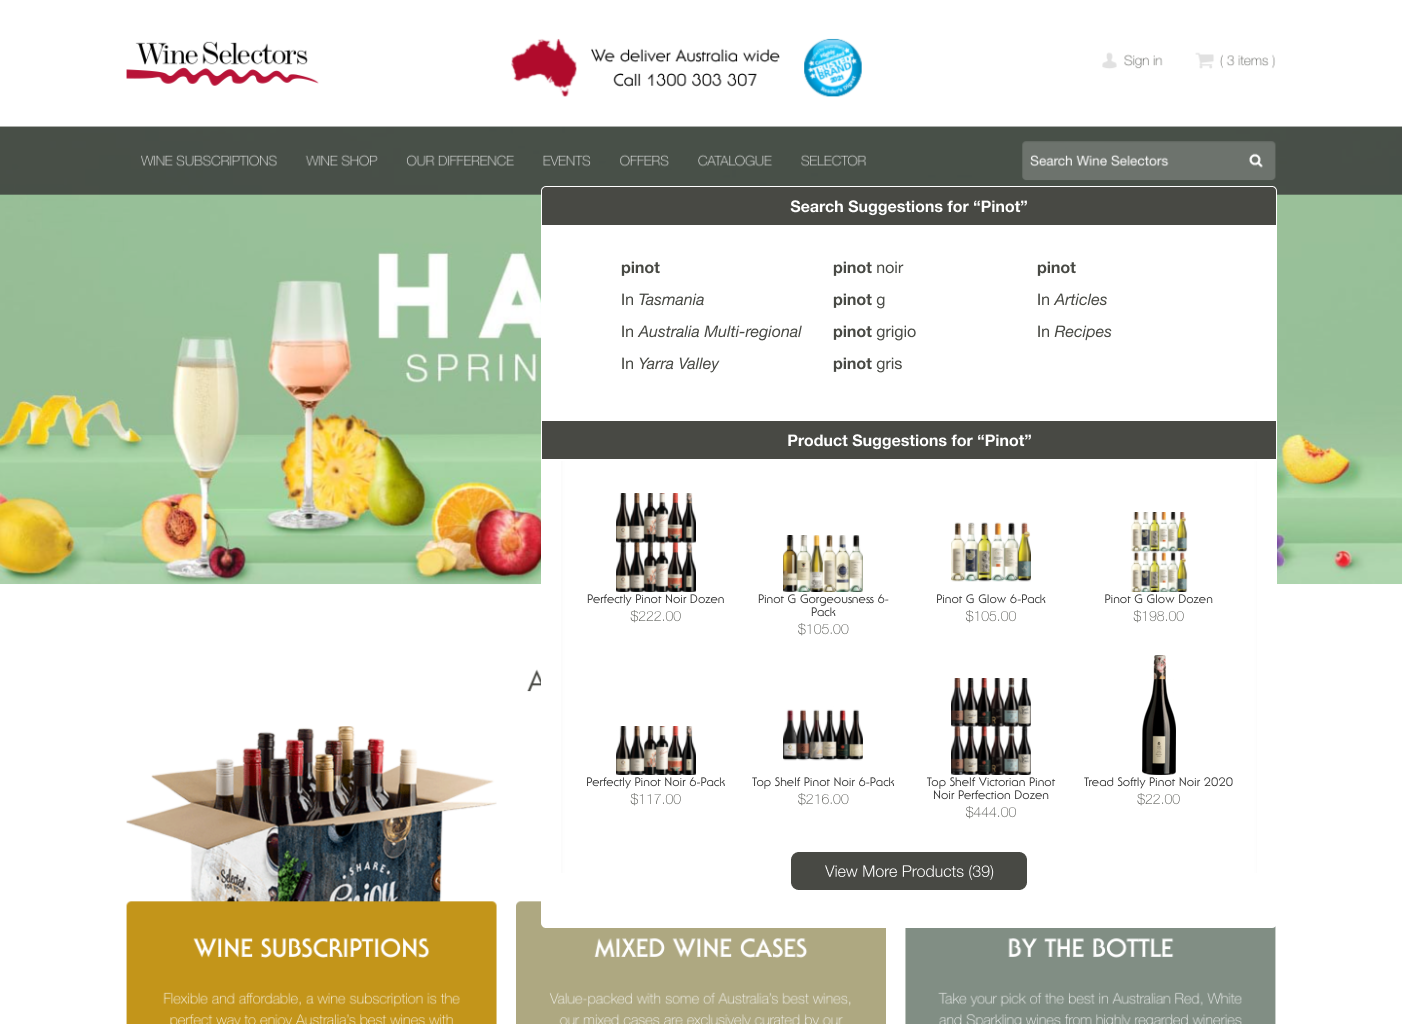 Wine Selectors
We deliver Australia wide
Call 1300 303 307
TRUSTED
BRAND
Sign in
( 3 items )
WINE SUBSCRIPTIONS
WINE SHOP
OUR DIFFERENCE
EVENTS
OFFERS
CATALOGUE
SELECTOR
Search Wine Selectors
HA
SPRIN
Search Suggestions for “Pinot”
pinot
In Tasmania
In Australia Multi-regional
In Yarra Valley
pinot noir
pinot g
pinot grigio
pinot gris
pinot
In Articles
In Recipes
Product Suggestions for “Pinot”
Perfectly Pinot Noir Dozen
$222.00
Pinot G Gorgeousness 6-
Pack
$105.00
Pinot G Glow 6-Pack
$105.00
Pinot G Glow Dozen
$198.00
Perfectly Pinot Noir 6-Pack
$117.00
Top Shelf Pinot Noir 6-Pack
$216.00
Top Shelf Victorian Pinot
Noir Perfection Dozen
$444.00
Tread Softly Pinot Noir 2020
$22.00
View More Products (39)
A
Selected
SHARE
Enjoy
WINE SUBSCRIPTIONS
Flexible and affordable, a wine subscription is the
perfect way to enjoy Australia's best wines with
MIXED WINE CASES
Value-packed with some of Australia's best wines,
our mixed cases are exclusively curated by our
BY THE BOTTLE
Take your pick of the best in Australian Red, White
and Sparkling wines from highly regarded wineries